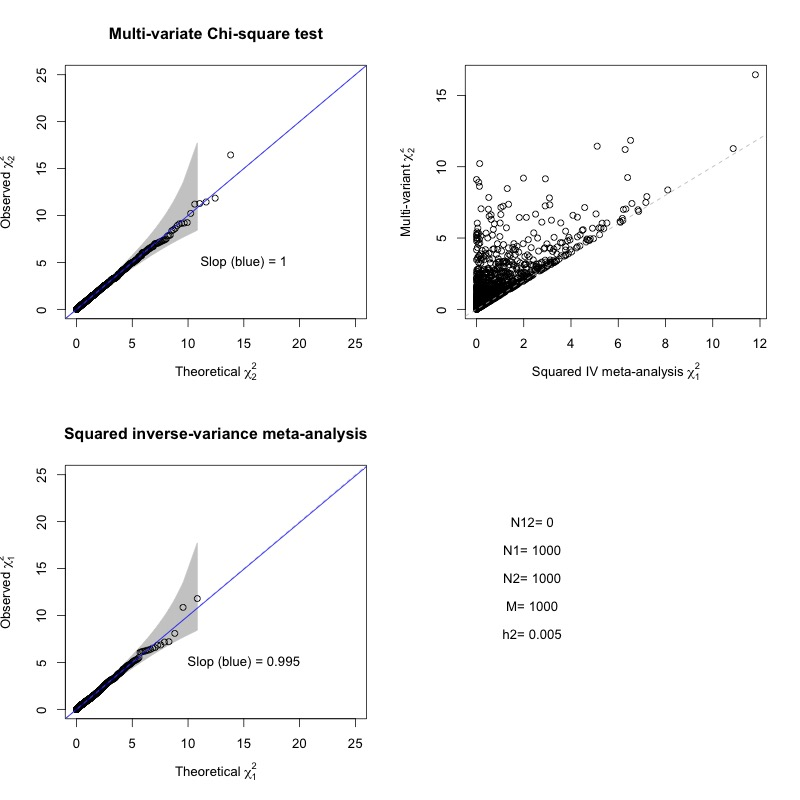 Multi-variate Chi-square test
Observed χ²₂
25
20
15
10
5
0
Slop (blue) = 1
0 5 10 15 20 25
Theoretical χ²₂
Multi-variant χ²₂
15
10
5
0
0 2 4 6 8 10 12
Squared IV meta-analysis χ²₁
Squared inverse-variance meta-analysis
Observed χ²₁
25
20
15
10
5
0
Slop (blue) = 0.995
0 5 10 15 20 25
Theoretical χ²₁
N12= 0
N1= 1000
N2= 1000
M= 1000
h2= 0.005